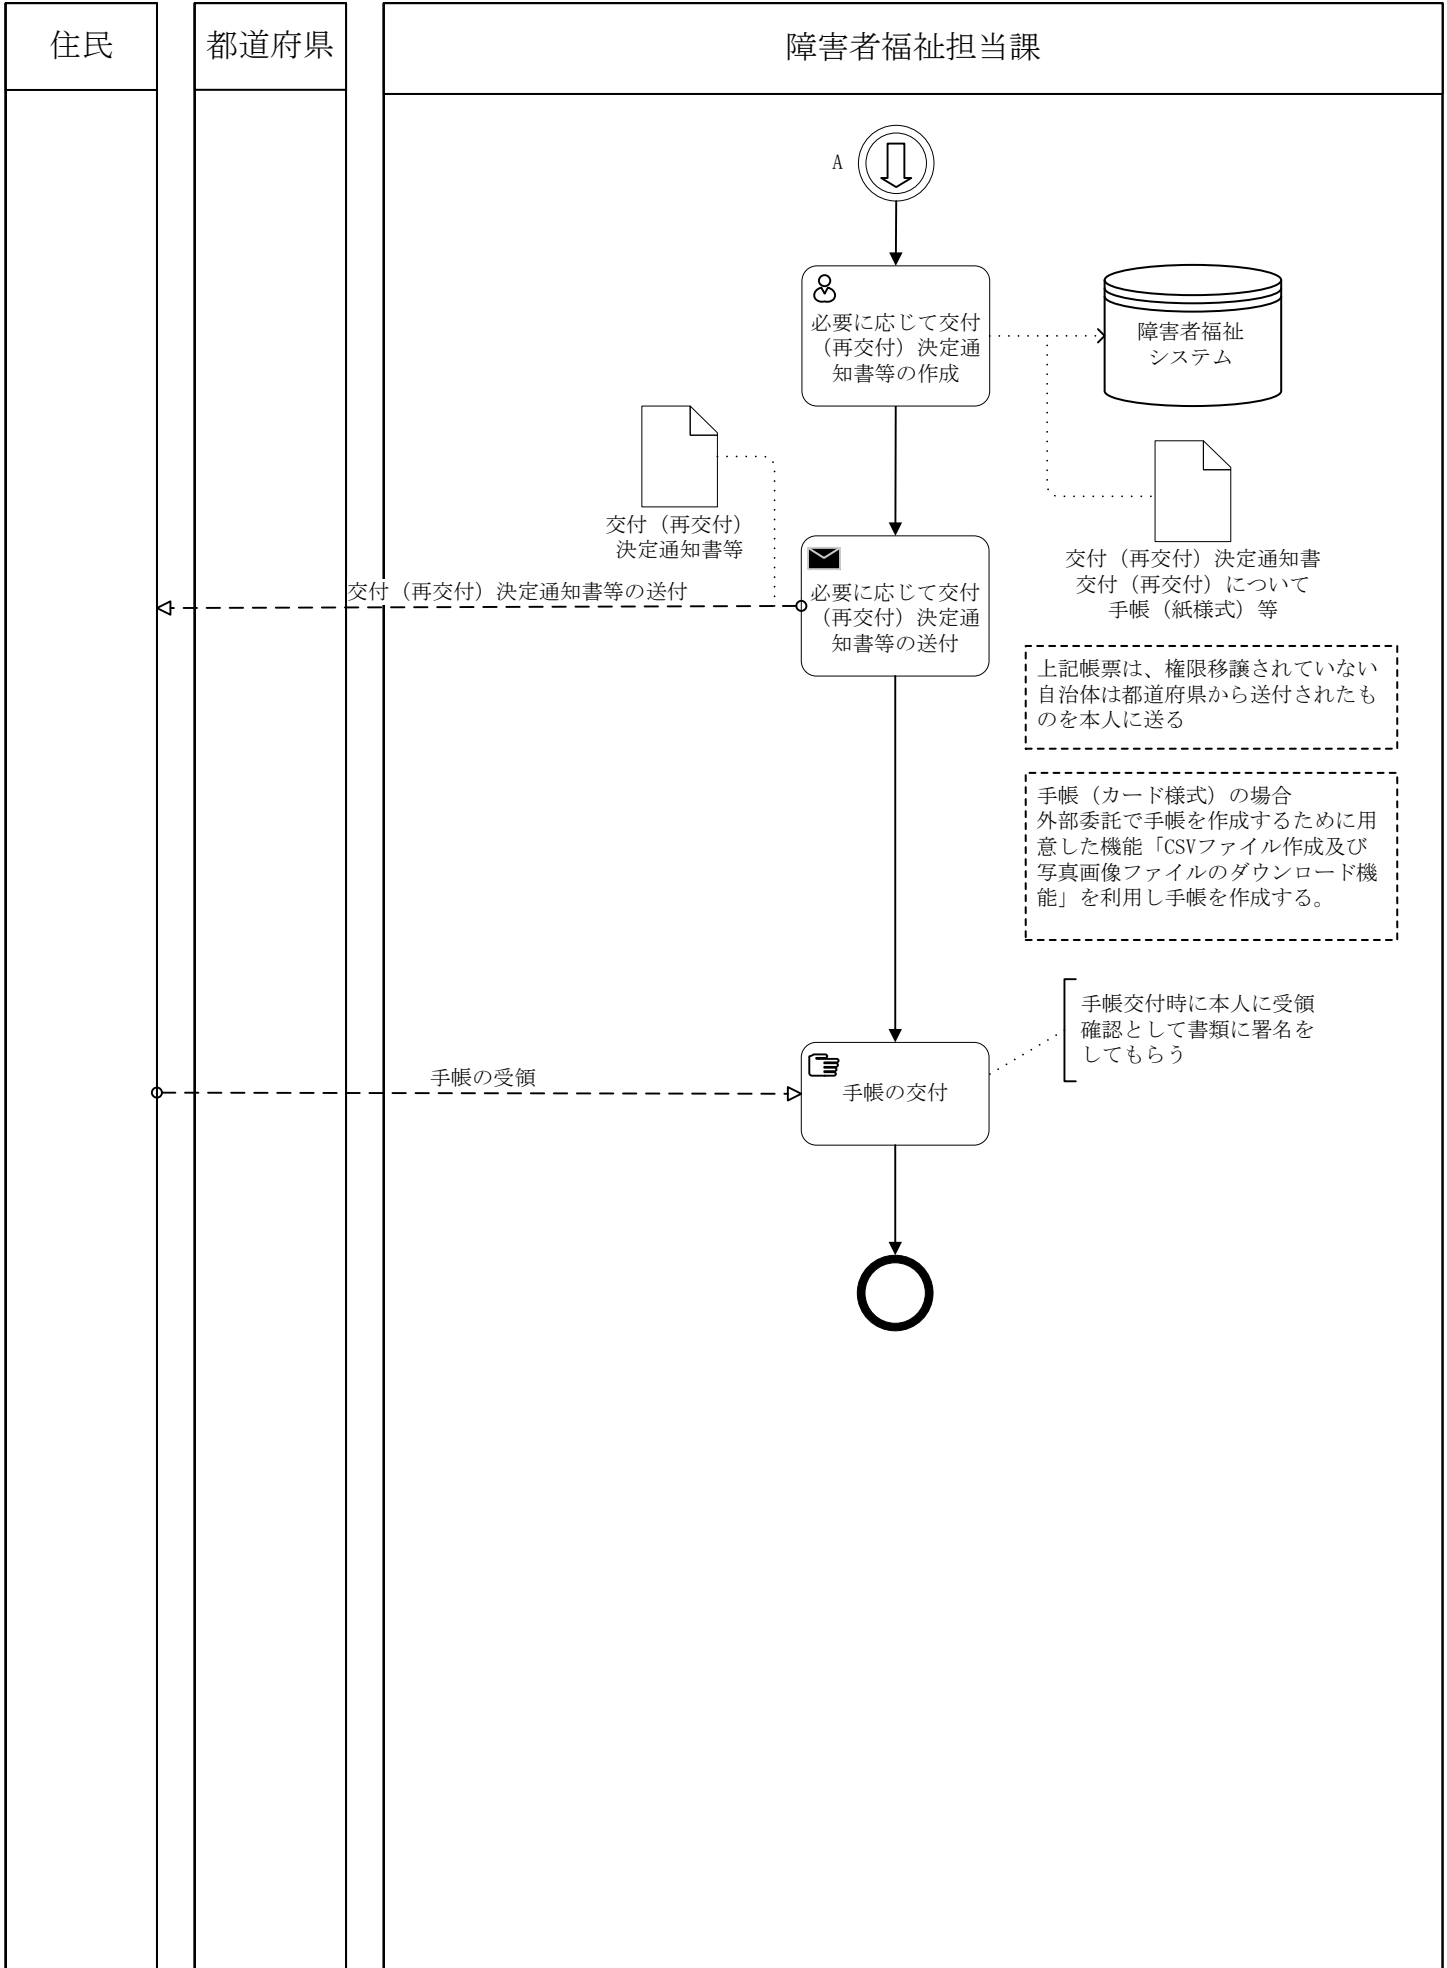 住民
都道府県
障害者福祉担当課
A
必要に応じて交付
（再交付）決定通
知書等の作成
障害者福祉
システム
交付（再交付）
決定通知書等
交付（再交付）決定通知書
交付（再交付）について
手帳（紙様式）等
交付（再交付）決定通知書等の送付
必要に応じて交付
（再交付）決定通
知書等の送付
上記帳票は、権限移譲されていない
自治体は都道府県から送付されたも
のを本人に送る
手帳（カード様式）の場合
外部委託で手帳を作成するために用
意した機能「CSVファイル作成及び
写真画像ファイルのダウンロード機
能」を利用し手帳を作成する。
手帳交付時に本人に受領
確認として書類に署名を
してもらう
手帳の受領
手帳の交付